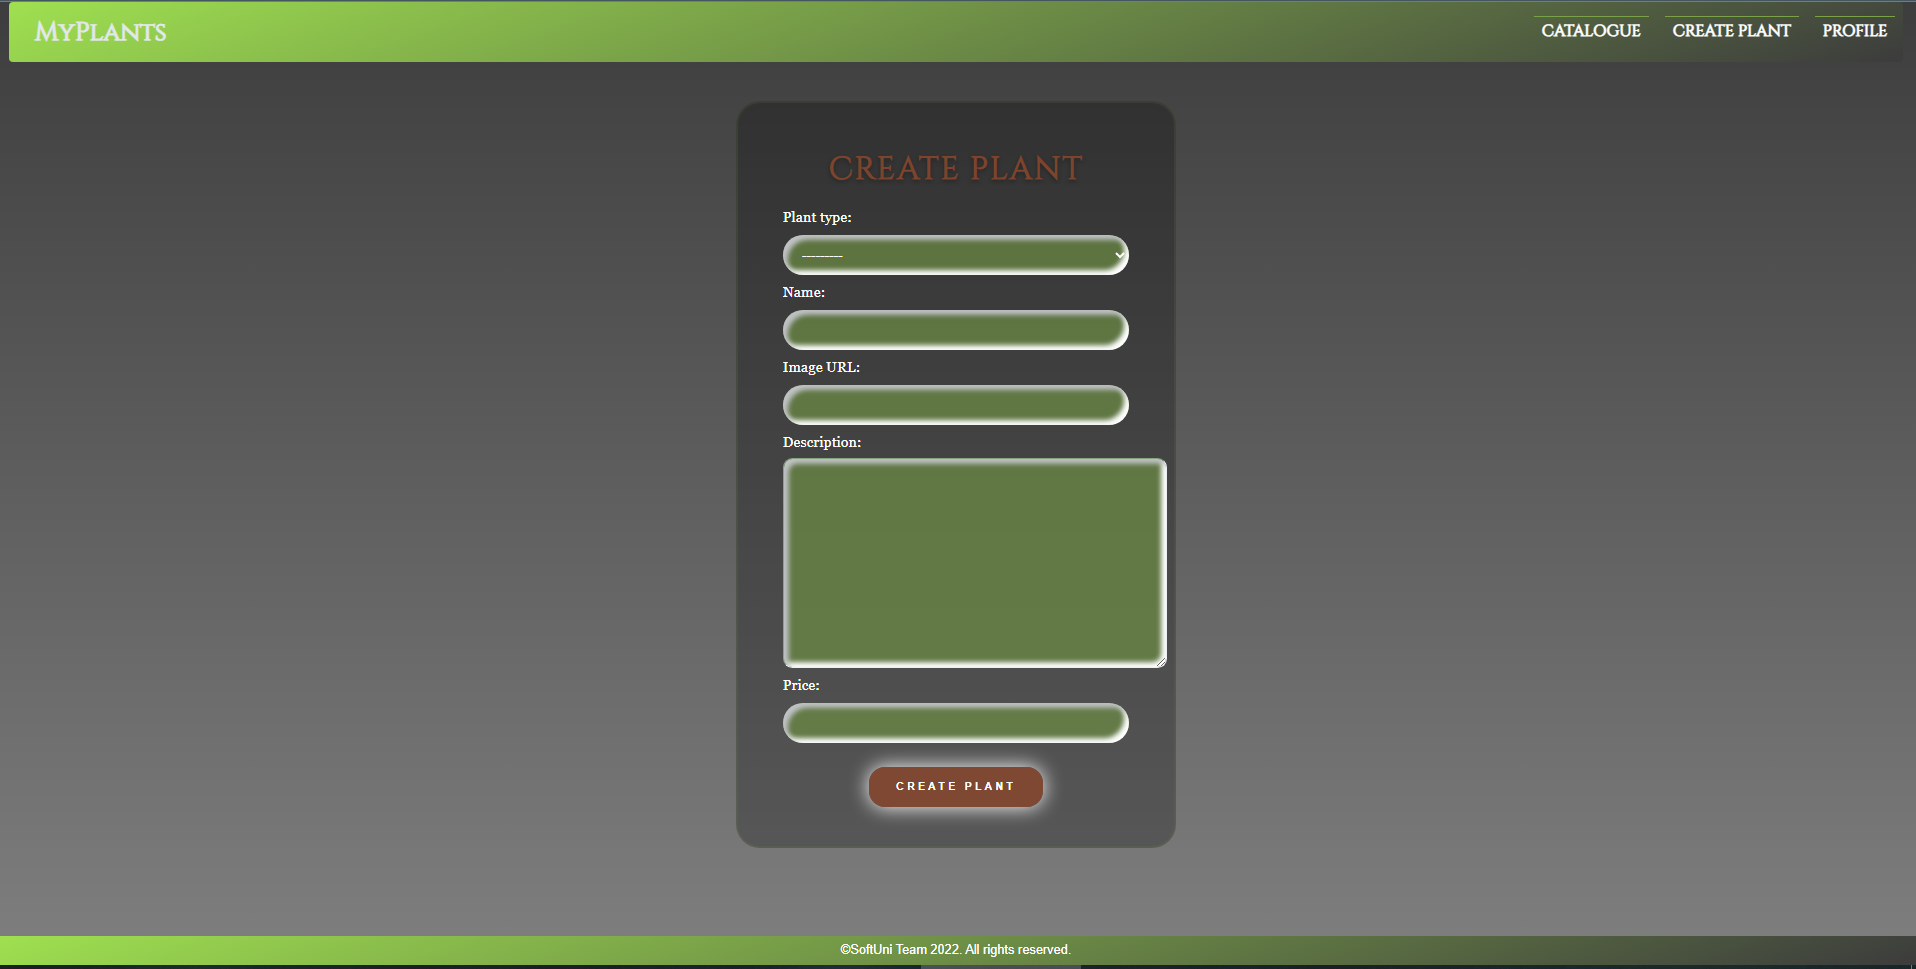 MyPlants
CATALOGUE CREATE PLANT PROFILE
CREATE PLANT
Plant type:
---------
Name:
Image URL:
Description:
Price:
CREATE PLANT
©SoftUni Team 2022. All rights reserved.